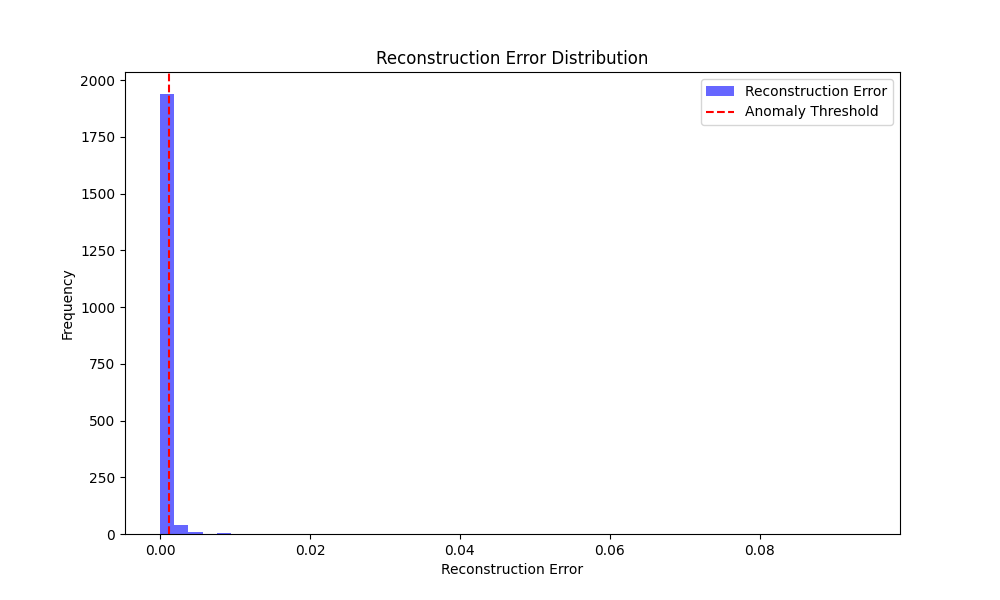 Reconstruction Error Distribution
2000
1750
1500
1250
1000
750
500
250
0
Frequency
Reconstruction Error
Anomaly Threshold
0.00 0.02 0.04 0.06 0.08
Reconstruction Error